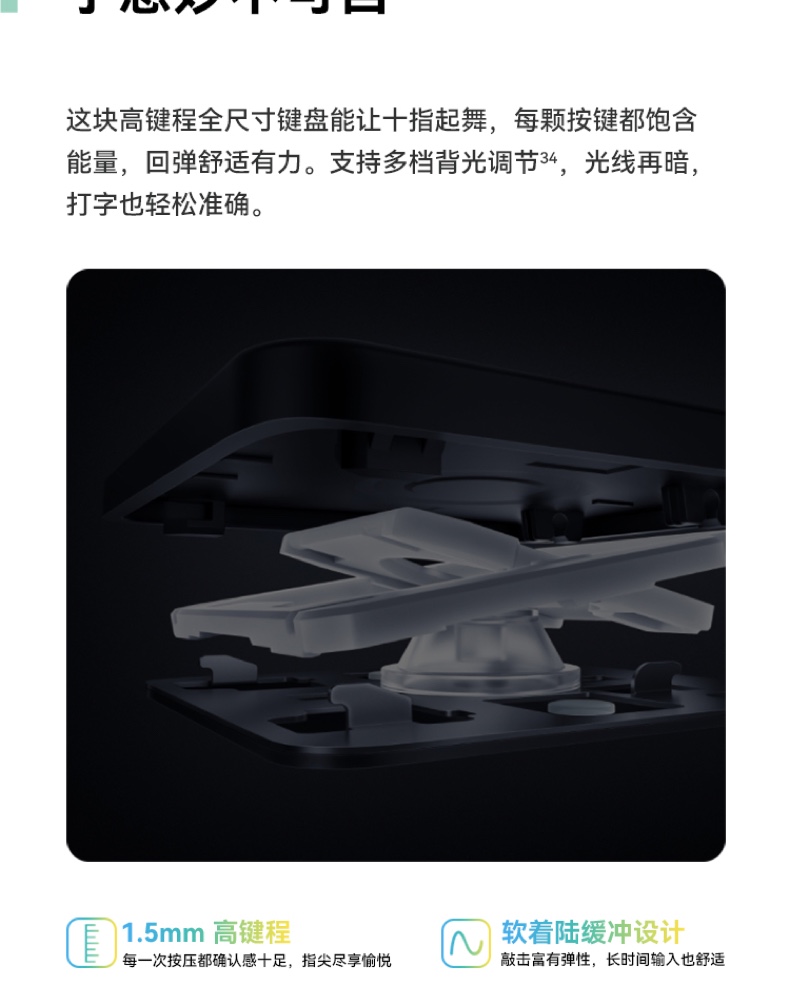 这块高键程全尺寸键盘能让十指起舞，每颗按键都饱含
能量，回弹舒适有力。支持多档背光调节³⁴，光线再暗，
打字也轻松准确。
1.5mm 高键程
每一次按压都确认感十足，指尖尽享愉悦
软着陆缓冲设计
敲击富有弹性，长时间输入也舒适